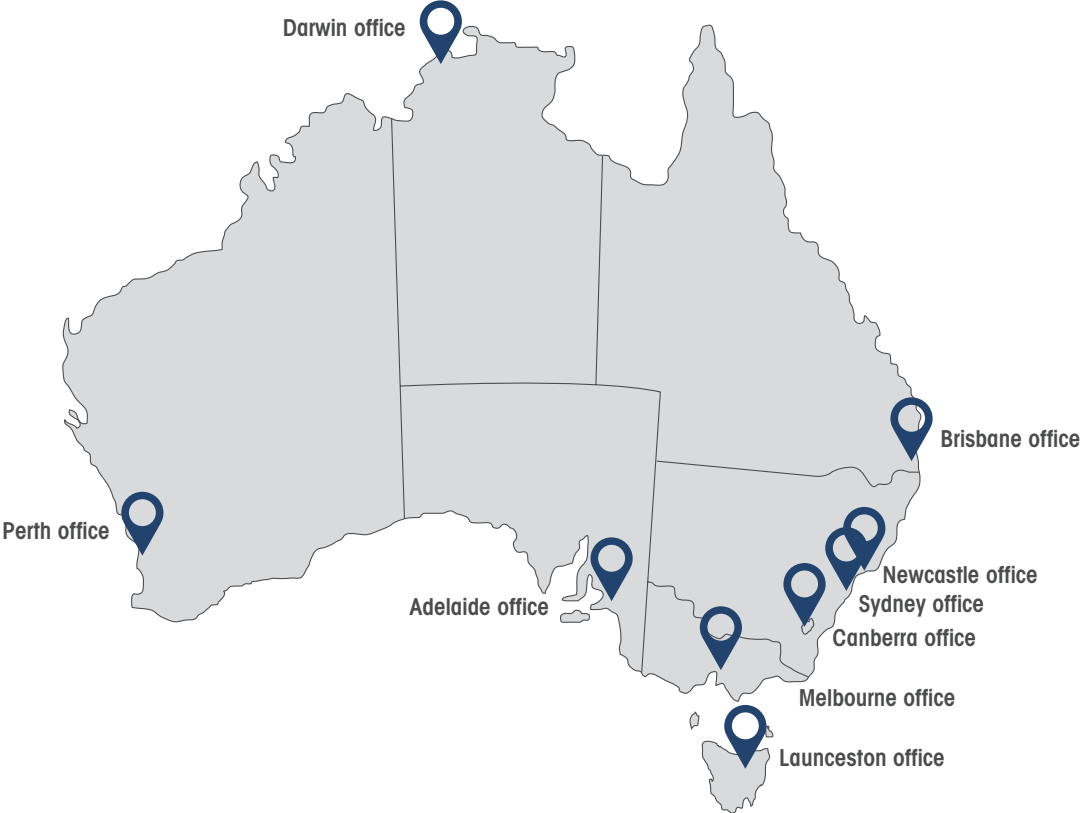 Darwin office
Brisbane office
Perth office
Newcastle office
Adelaide office
Sydney office
Canberra office
Melbourne office
Launceston office